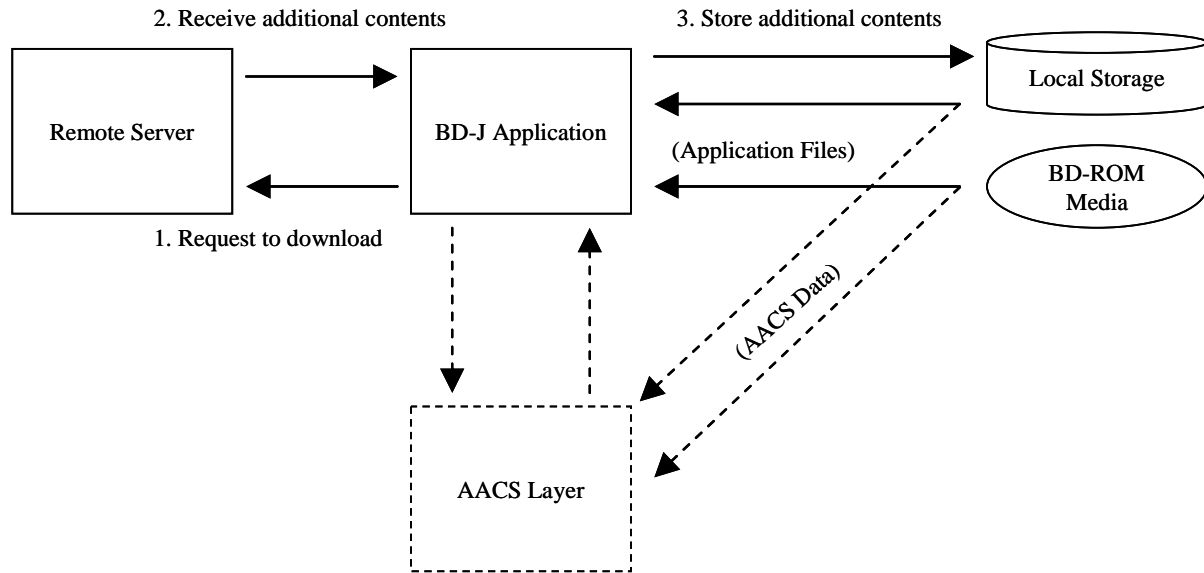 2. Receive additional contents
3. Store additional contents
Remote Server
BD-J Application
Local Storage
(Application Files)
BD-ROM
Media
1. Request to download
(AACS Data)
AACS Layer